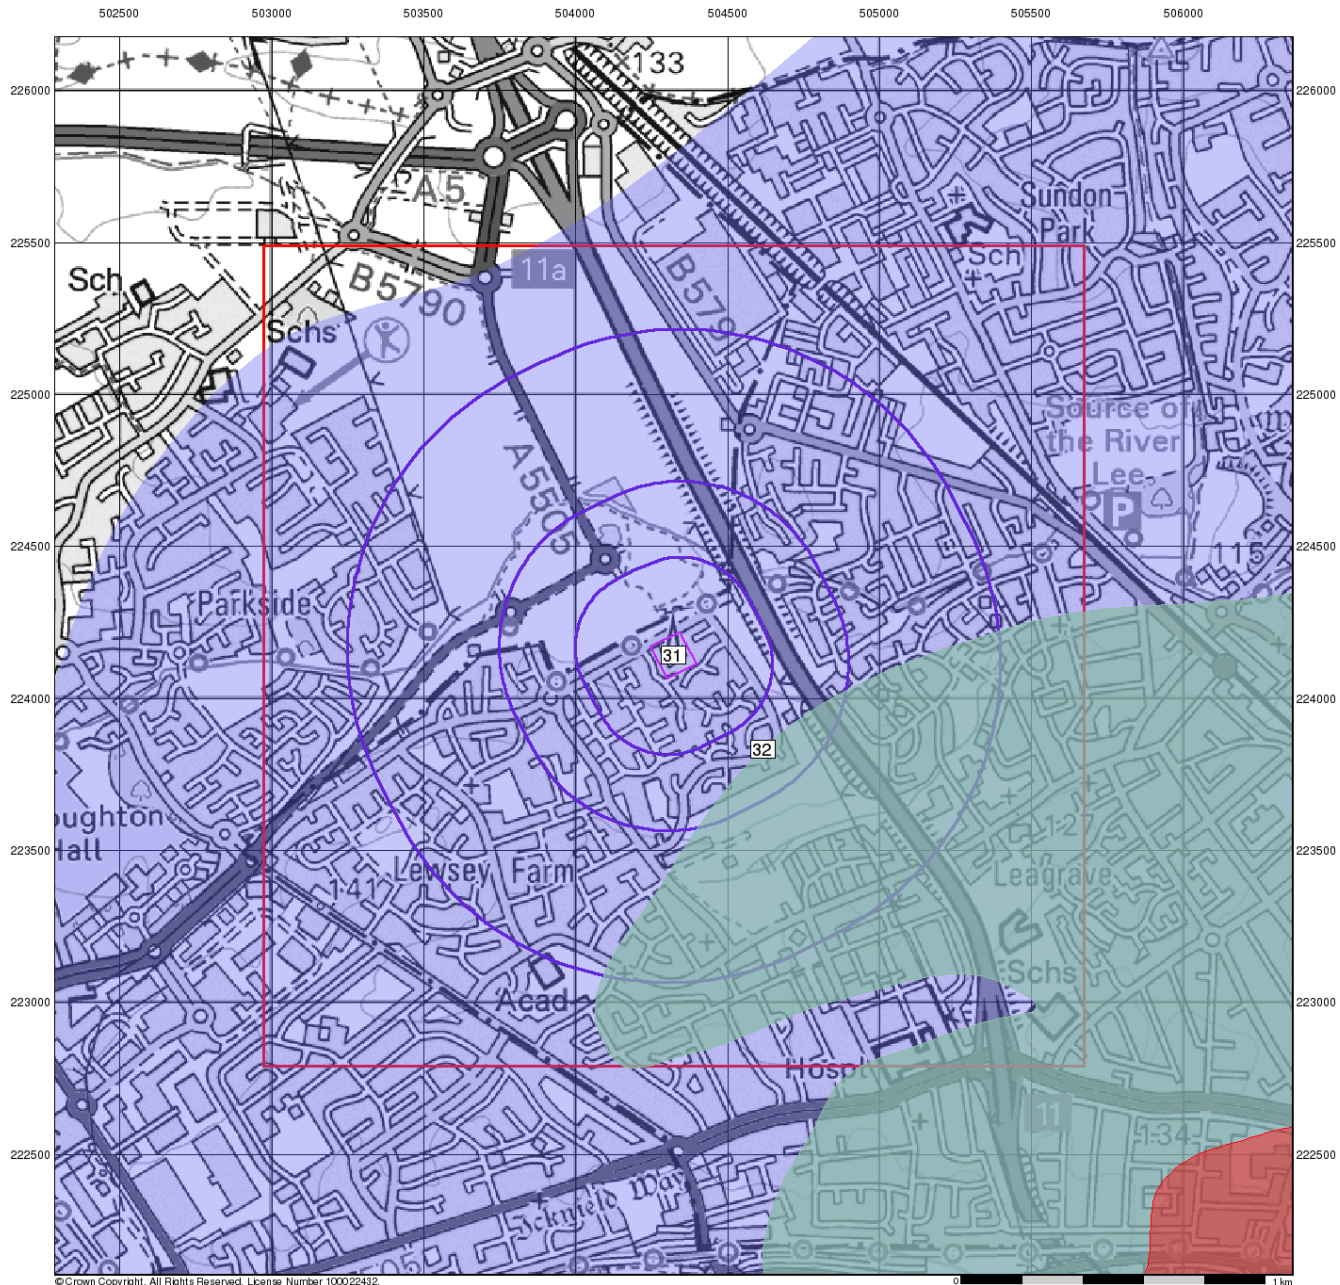 502500 503000 503500 504000 504500 505000 505500 506000
226000 226000
133
A 5
Sundon
Park
225500 225500
Sch
11a
B5790
Sch
B579
Schs
225000 225000
Source of
the River
Lee
P
A5505
224500 224500
115
Parkside
31
224000 224000
32
oughton
Hall
127
223500 223500
Lewsey Farm
Leagrave
141
Schs
Acad
223000 223000
Hospl
11
134
222500 222500
Icknield Way
© Crown Copyright. All Rights Reserved. License Number 100022432.
0 1 km